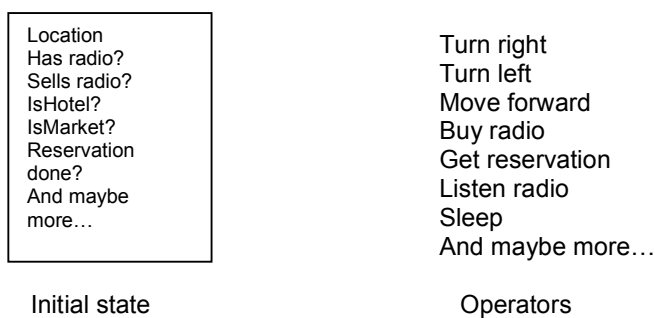 Location
Has radio?
Sells radio?
IsHotel?
IsMarket?
Reservation
done?
And maybe
more…
Initial state
Turn right
Turn left
Move forward
Buy radio
Get reservation
Listen radio
Sleep
And maybe more…
Operators